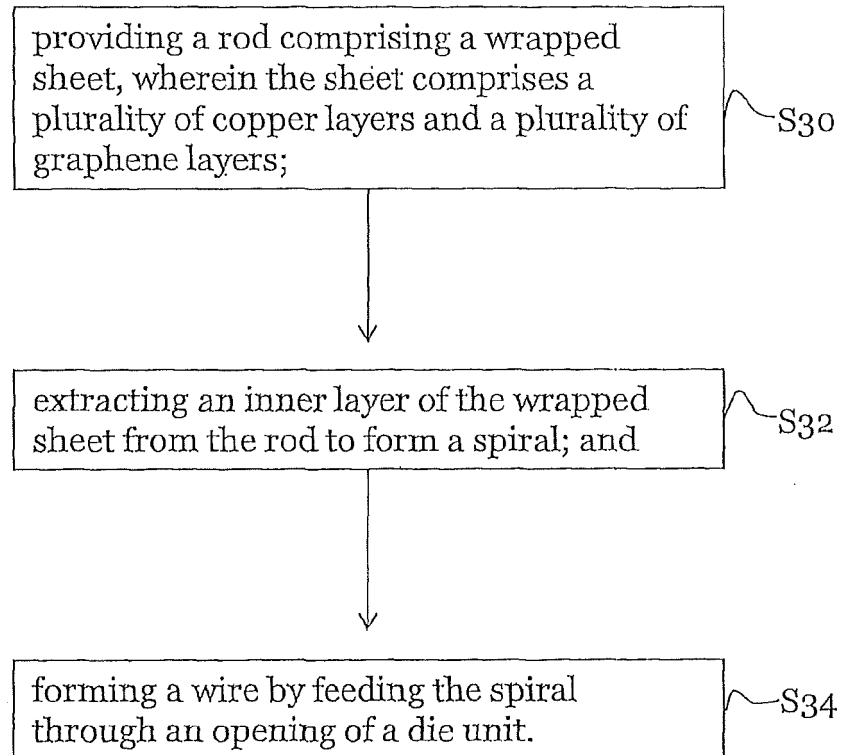 providing a rod comprising a wrapped
sheet, wherein the sheet comprises a
plurality of copper layers and a plurality of
graphene layers;
S30
extracting an inner layer of the wrapped
sheet from the rod to form a spiral; and
S32
forming a wire by feeding the spiral
through an opening of a die unit.
S34